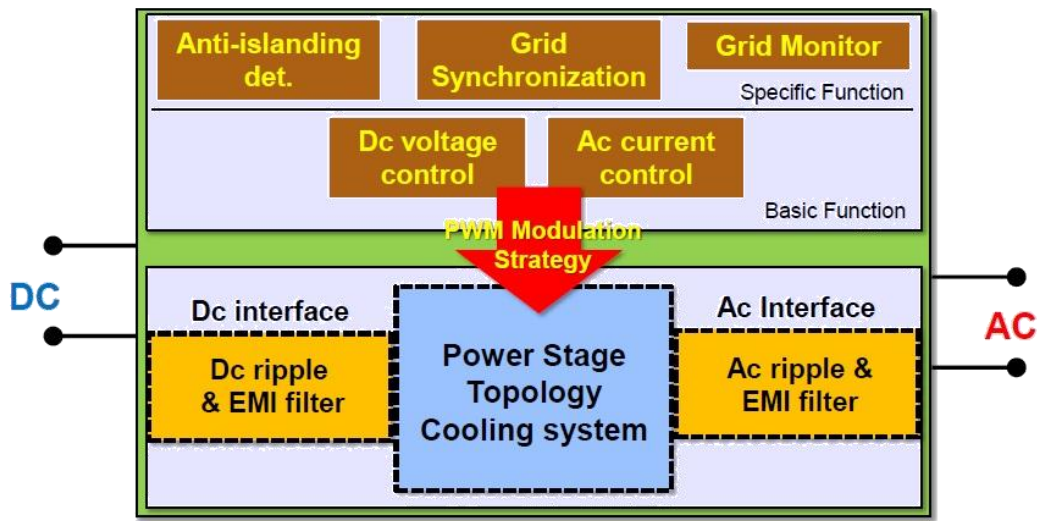 Anti-islanding
det.
Grid
Synchronization
Grid Monitor
Specific Function
Dc voltage
control
Ac current
control
Basic Function
PWM Modulation
Strategy
DC
Dc interface
Dc ripple
& EMI filter
Power Stage
Topology
Cooling system
Ac Interface
Ac ripple &
EMI filter
AC